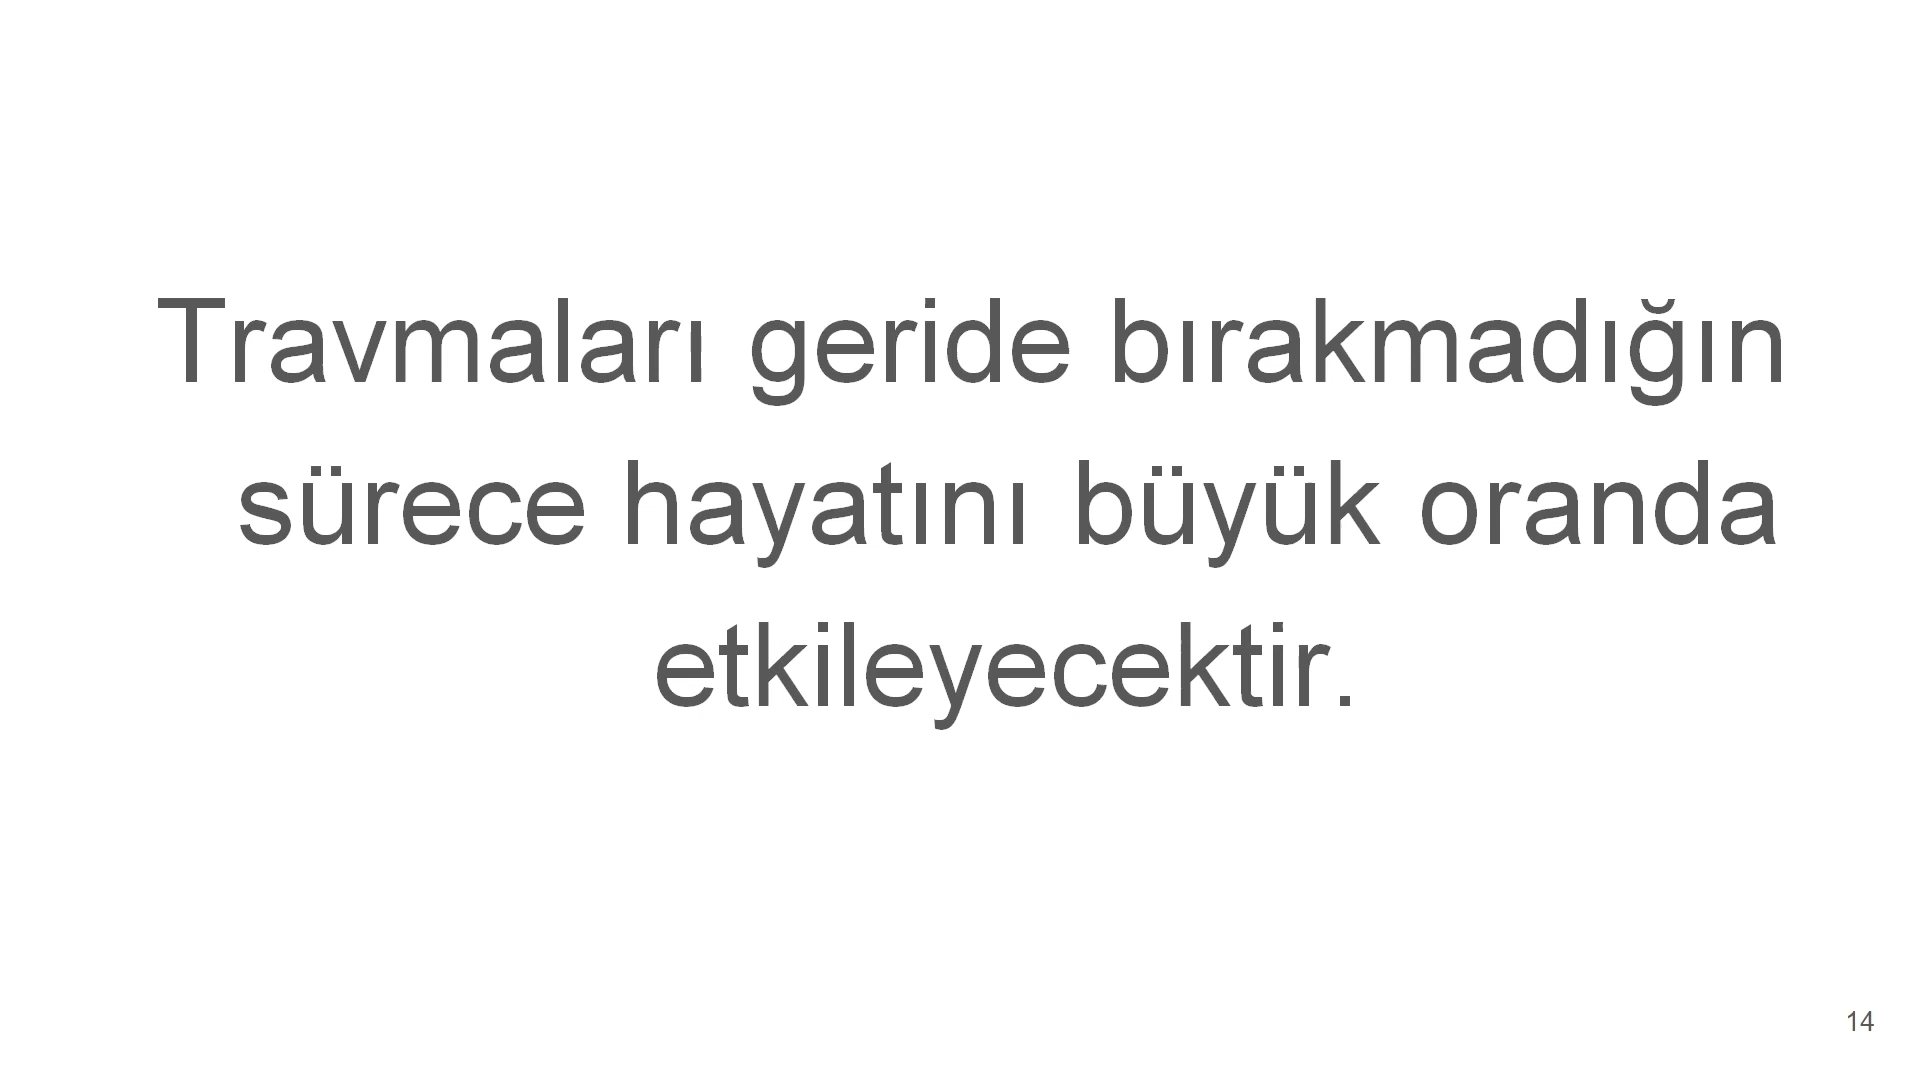 Travmaları geride bırakmadığın
sürece hayatını büyük oranda
etkileyecektir.
14